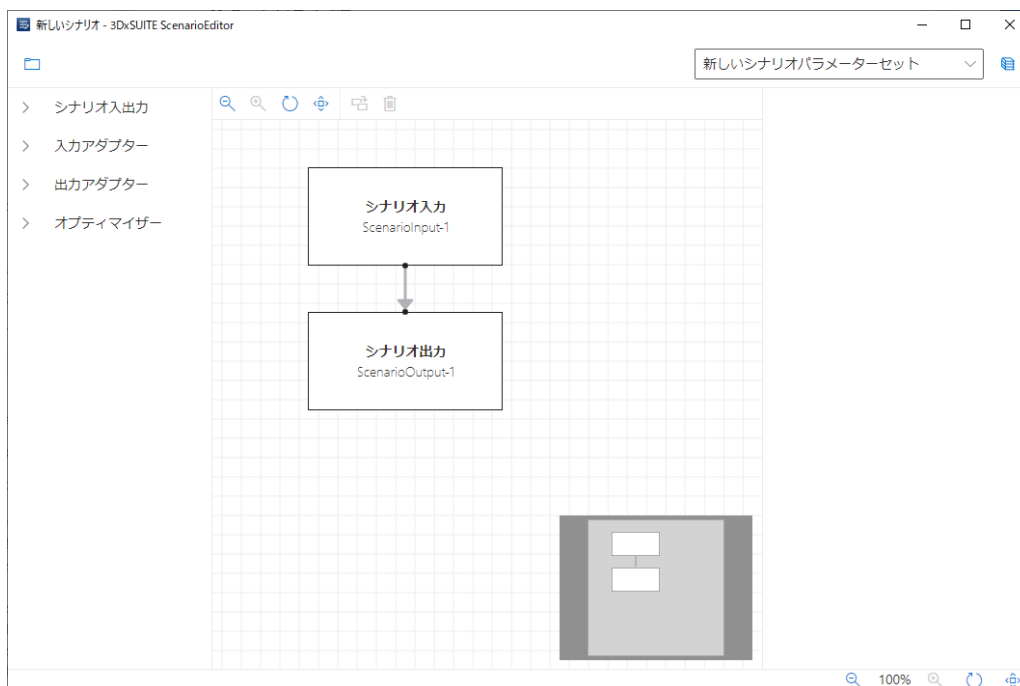 新しいシナリオ - 3DxSUITE ScenarioEditor
新しいシナリオパラメーターセット
シナリオ入出力
入力アダプター
出力アダプター
オプティマイザー
シナリオ入力
ScenarioInput-1
シナリオ出力
ScenarioOutput-1
100%